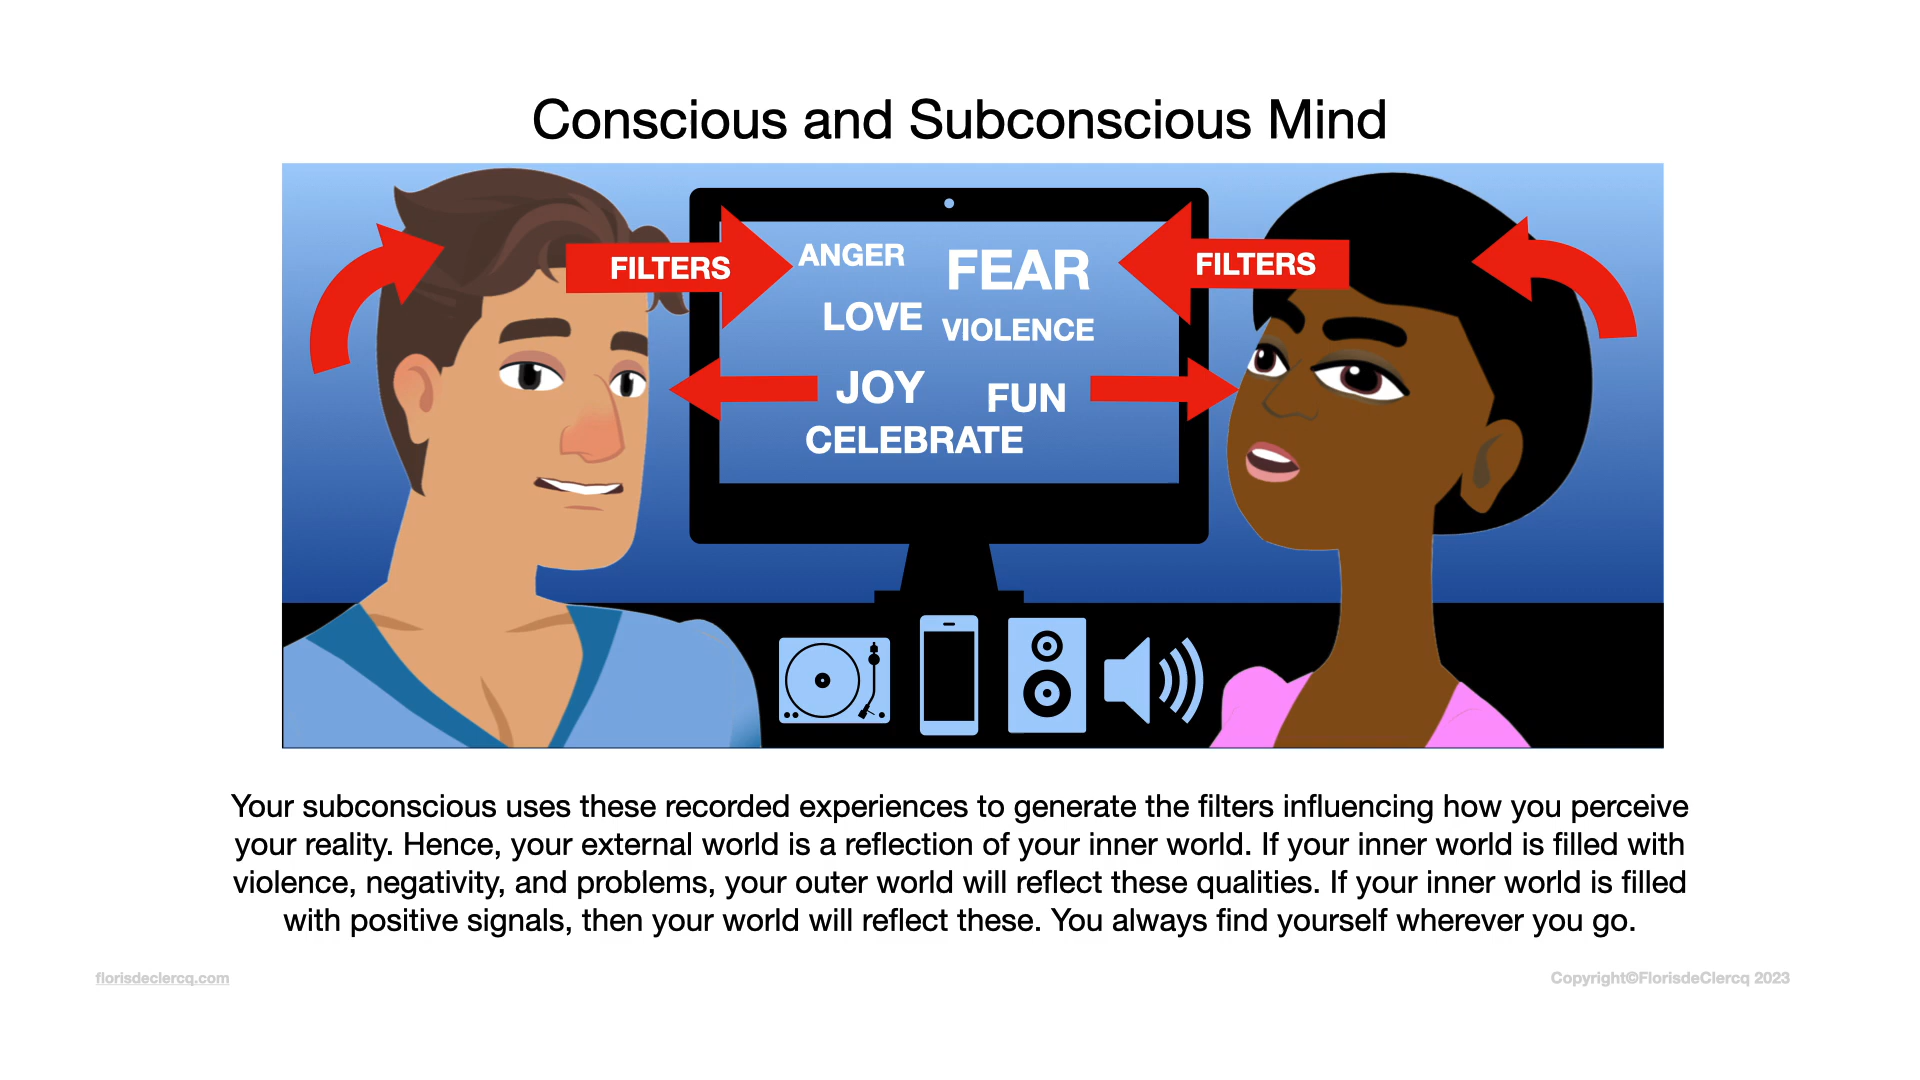 Conscious and Subconscious Mind
FILTERS
ANGER
FEAR
FILTERS
LOVE
VIOLENCE
JOY
FUN
CELEBRATE
Your subconscious uses these recorded experiences to generate the filters influencing how you perceive
your reality. Hence, your external world is a reflection of your inner world. If your inner world is filled with
violence, negativity, and problems, your outer world will reflect these qualities. If your inner world is filled
with positive signals, then your world will reflect these. You always find yourself wherever you go.
florisdeclercq.com
Copyright©FlorisdeClercq 2023